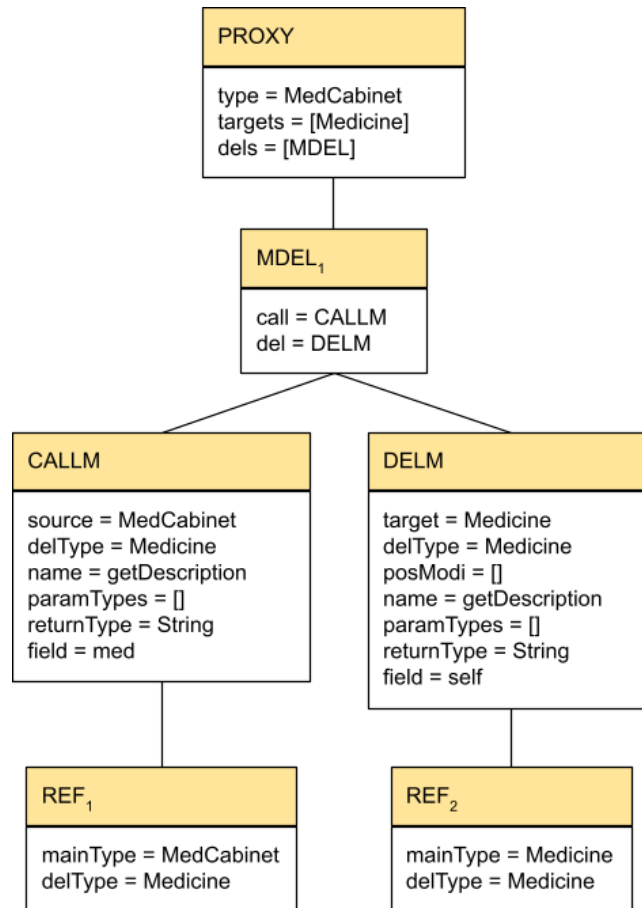 PROXY
type = MedCabinet
targets = [Medicine]
dels = [MDEL]
MDEL₁
call = CALLM
del = DELM
CALLM
source = MedCabinet
delType = Medicine
name = getDescription
paramTypes = []
returnType = String
field = med
DELM
target = Medicine
delType = Medicine
posModi = []
name = getDescription
paramTypes = []
returnType = String
field = self
REF₁
mainType = MedCabinet
delType = Medicine
REF₂
mainType = Medicine
delType = Medicine